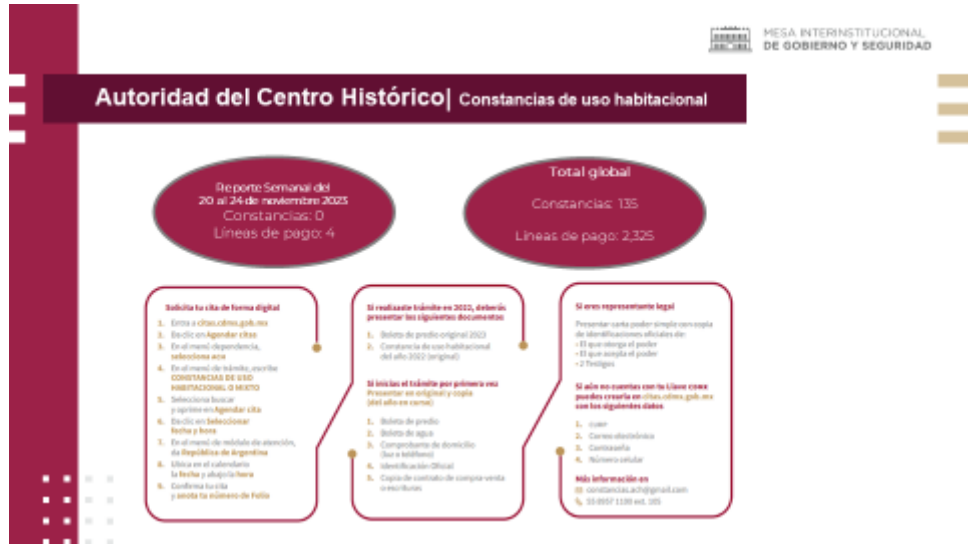 MESA INTERINSTITUCIONAL
DE GOBIERNO Y SEGURIDAD
Autoridad del Centro Histórico| Constancias de uso habitacional
Reporte Semanal del
20 al 24 de noviembre 2023
Constancias: 0
Líneas de pago: 4
Total global
Constancias: 135
Líneas de pago: 2,325
Solicita tu cita de forma digital
1. Entra a citas.cdmx.gob.mx
2. Da clic en Agendar citas
3. En el menú dependencia,
selecciona ACH
4. En el menú de trámite, escribe
CONSTANCIAS DE USO
HABITACIONAL O MIXTO
5. Selecciona buscar
y oprime en Agendar cita
6. Da clic en Seleccionar
fecha y hora
7. En el menú de módulo de atención,
da República de Argentina
8. Ubica en el calendario
la fecha y abajo la hora
9. Confirma tu cita
y anota tu número de Folio
Si realizaste trámite en 2022, deberás
presentar los siguientes documentos
1. Boleta de predio original 2023
2. Constancia de uso habitacional
del año 2022 (original)
Si inicias el trámite por primera vez
Presentar en original y copia
(del año en curso)
1. Boleta de predio
2. Boleta de agua
3. Comprobante de domicilio
(luz o teléfono)
4. Identificación Oficial
5. Copia de contrato de compra-venta
o escrituras
Si eres representante legal
Presentar carta poder simple con copia
de identificaciones oficiales de:
• El que otorga el poder
• El que acepta el poder
• 2 Testigos
Si aún no cuentas con tu Llave CDMX
puedes crearla en citas.cdmx.gob.mx
con los siguientes datos
1. CURP
2. Correo electrónico
3. Contraseña
4. Número celular
Más información en
constancias.ach@gmail.com
55 8957 1100 ext. 105